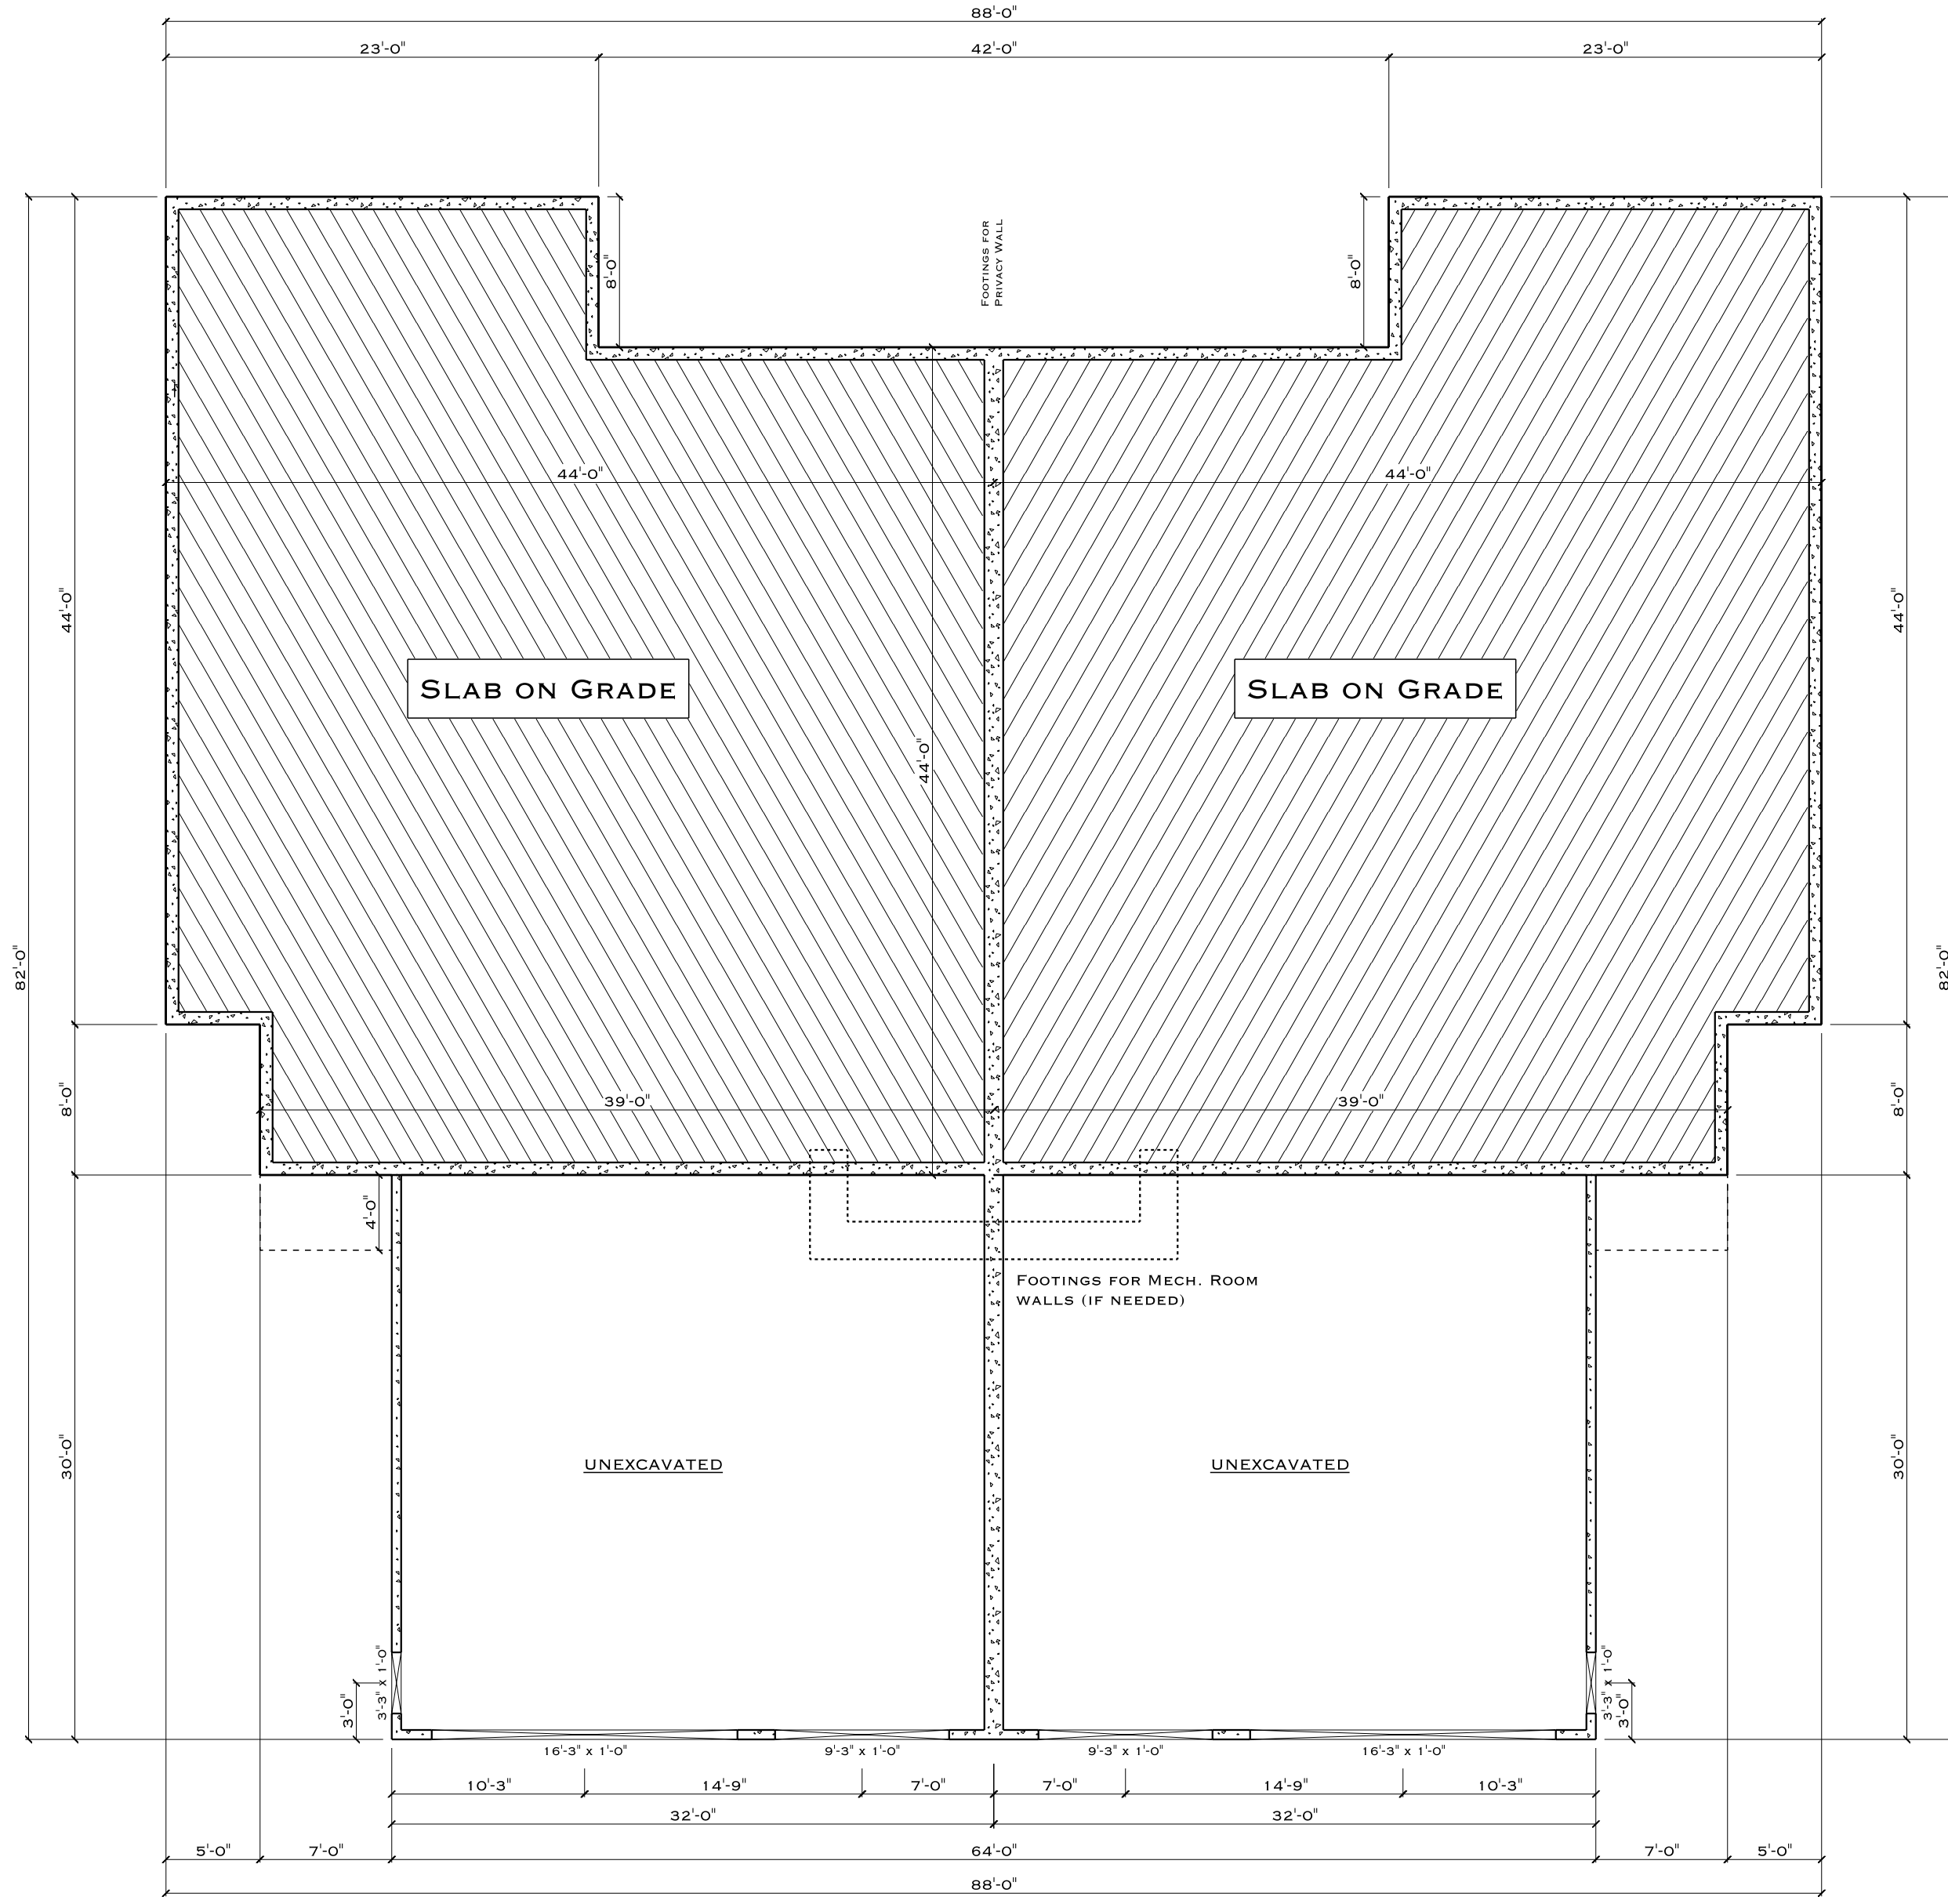 88'-0"
23'-0" 42'-0" 23'-0"
Footings for
Privacy Wall
8'-0" 8'-0"
44'-0" 44'-0"
44'-0" 44'-0"
Slab on Grade Slab on Grade
44'-0"
82'-0" 82'-0"
8'-0" 39'-0" 39'-0" 8'-0"
4'-0"
Footings for Mech. Room
walls (if needed)
30'-0" unexcavated unexcavated 30'-0"
3'-3" x 1'-0" 3'-3" x 1'-0"
3'-0" 3'-0"
16'-3" x 1'-0" 9'-3" x 1'-0" 9'-3" x 1'-0" 16'-3" x 1'-0"
10'-3" 14'-9" 7'-0" 7'-0" 14'-9" 10'-3"
32'-0" 32'-0"
5'-0" 7'-0" 64'-0" 7'-0" 5'-0"
88'-0"